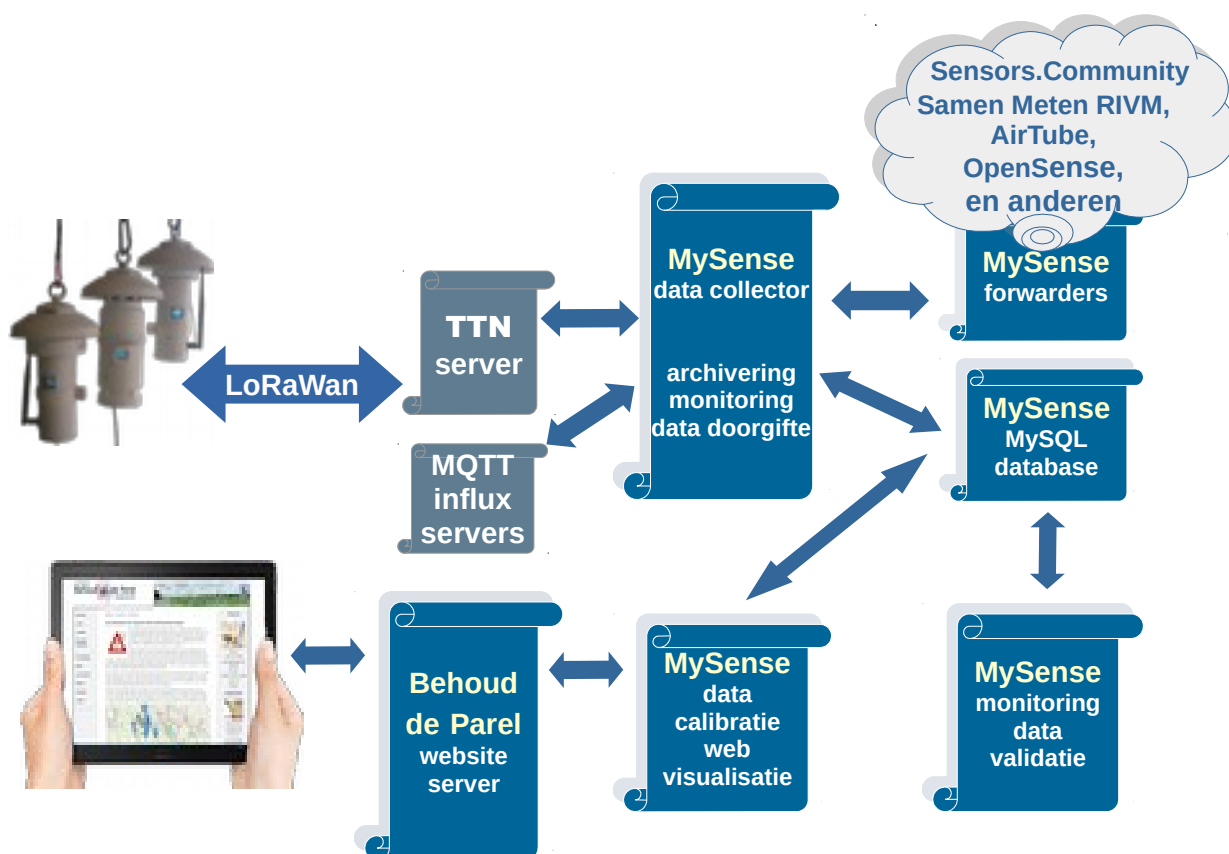 Sensors.Community
Samen Meten RIVM,
AirTube,
OpenSense,
en anderen
MySense
data collector
archivering
monitoring
data doorgifte
MySense
forwarders
TTN
server
LoRaWan
MQTT
influx
servers
MySense
MySQL
database
Behoud
de Parel
website
server
MySense
data
calibratie
web
visualisatie
MySense
monitoring
data
validatie